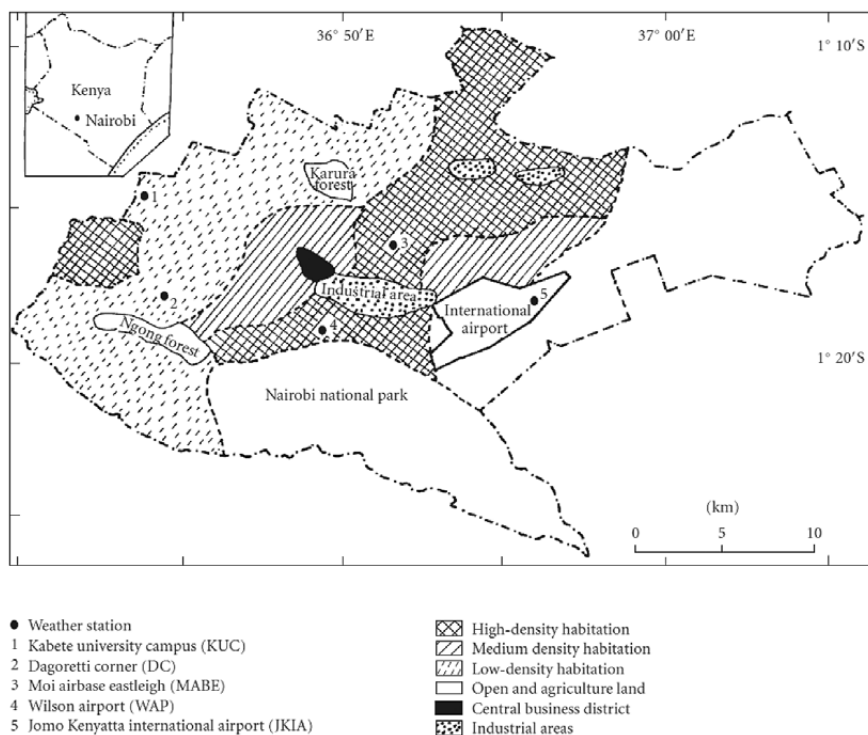 36° 50′E
37° 00′E
1° 10′S
Kenya
Nairobi
Karura
forest
1
3
2
Industrial area
5
International
airport
Ngong forest
4
1° 20′S
Nairobi national park
(km)
0 5 10
Weather station
1 Kabete university campus (KUC)
2 Dagoretti corner (DC)
3 Moi airbase eastleigh (MABE)
4 Wilson airport (WAP)
5 Jomo Kenyatta international airport (JKIA)
High-density habitation
Medium density habitation
Low-density habitation
Open and agriculture land
Central business district
Industrial areas